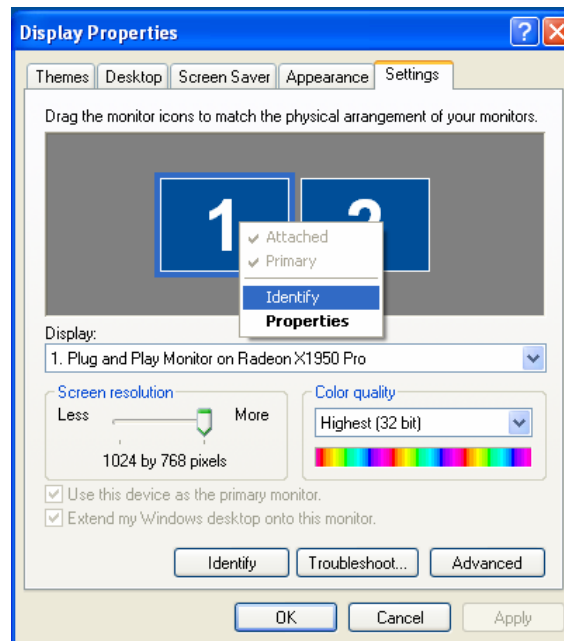 Display Properties
Themes Desktop Screen Saver Appearance Settings
Drag the monitor icons to match the physical arrangement of your monitors.
1 2
Attached
Primary
Identify
Properties
Display:
1. Plug and Play Monitor on Radeon X1950 Pro
Screen resolution
Less More
1024 by 768 pixels
Color quality
Highest (32 bit)
Use this device as the primary monitor.
Extend my Windows desktop onto this monitor.
Identify Troubleshoot... Advanced
OK Cancel Apply